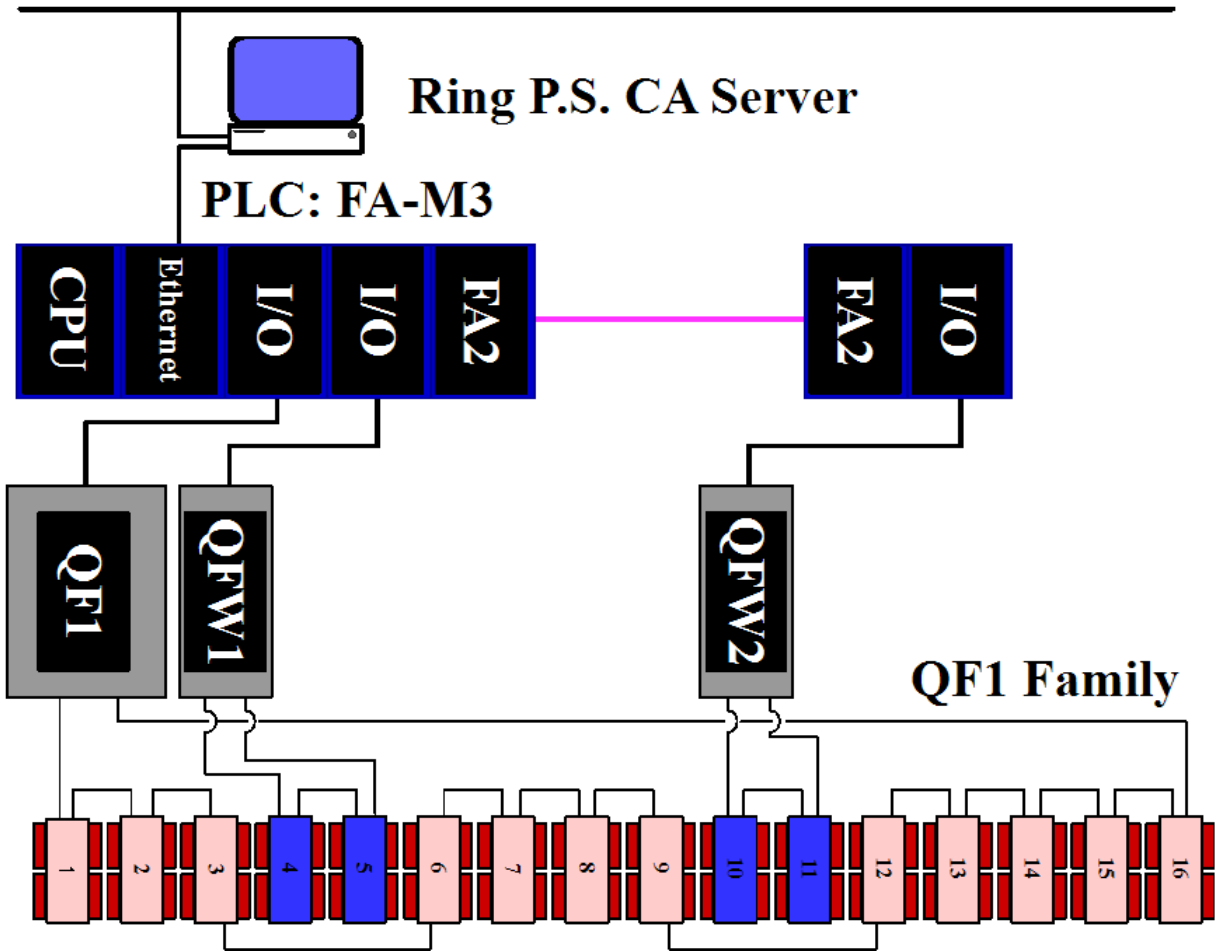 Ring P.S. CA Server
PLC: FA-M3
CPU
Ethernet
I/O
I/O
FA2
FA2
I/O
QF1
QFW1
QFW2
QF1 Family
1
2
3
4
5
6
7
8
9
10
11
12
13
14
15
16